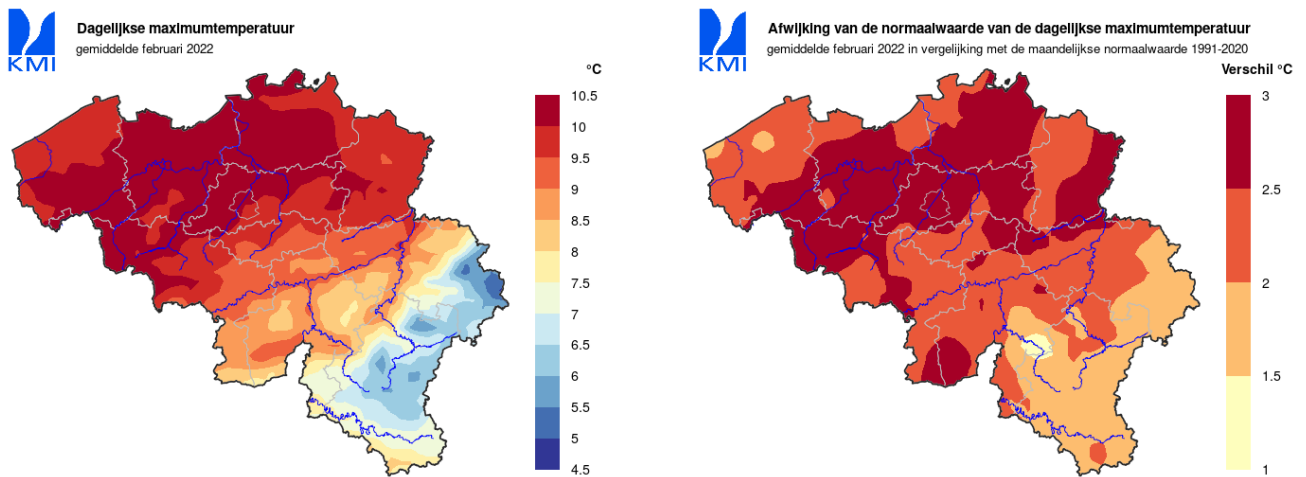 Dagelijkse maximumtemperatuur
gemiddelde februari 2022
KMI
°C
10.5
10
9.5
9
8.5
8
7.5
7
6.5
6
5.5
5
4.5
Afwijking van de normaalwaarde van de dagelijkse maximumtemperatuur
gemiddelde februari 2022 in vergelijking met de maandelijkse normaalwaarde 1991-2020
KMI
Verschil °C
3
2.5
2
1.5
1